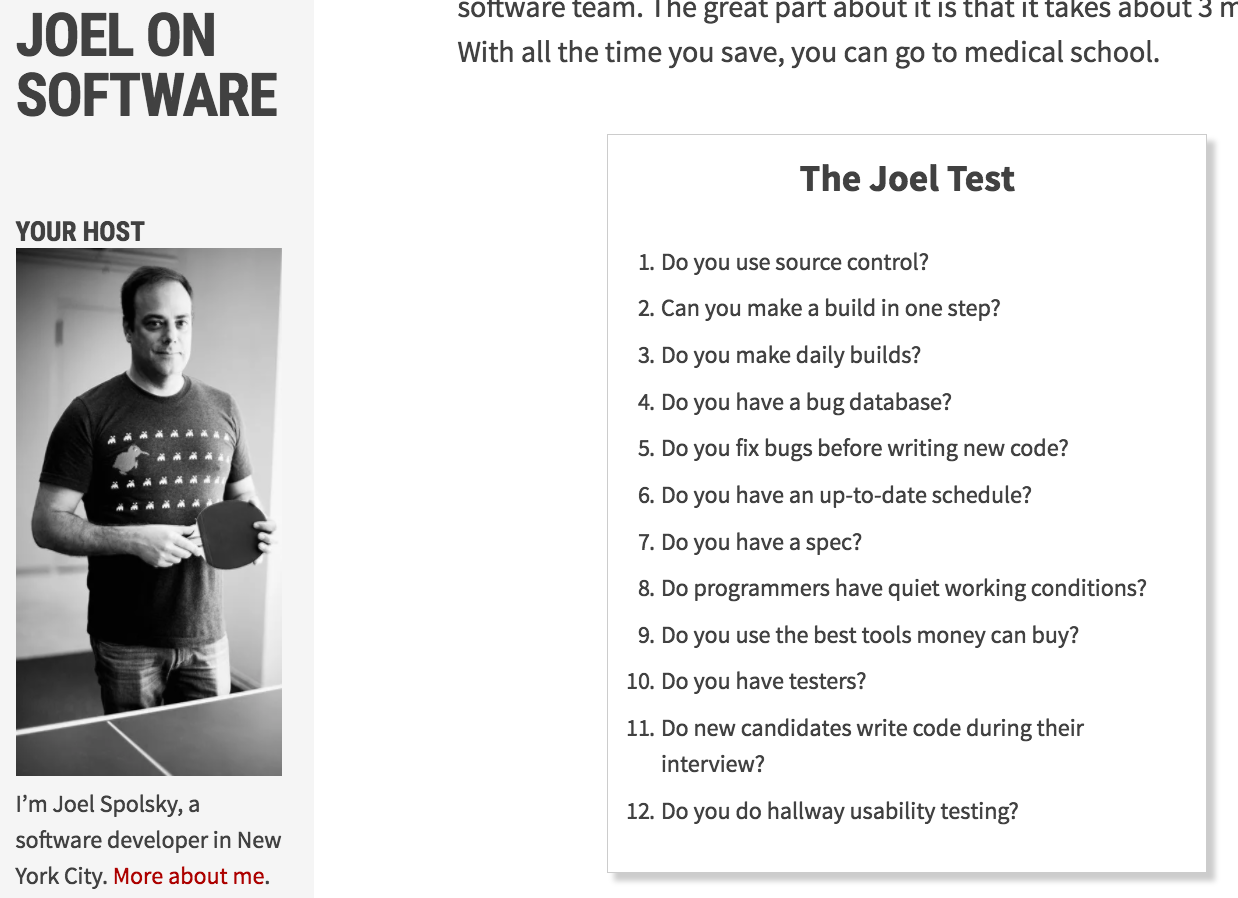 JOEL ON
SOFTWARE
YOUR HOST
I’m Joel Spolsky, a
software developer in New
York City. More about me.
software team. The great part about it is that it takes about 3
With all the time you save, you can go to medical school.
The Joel Test
1. Do you use source control?
2. Can you make a build in one step?
3. Do you make daily builds?
4. Do you have a bug database?
5. Do you fix bugs before writing new code?
6. Do you have an up-to-date schedule?
7. Do you have a spec?
8. Do programmers have quiet working conditions?
9. Do you use the best tools money can buy?
10. Do you have testers?
11. Do new candidates write code during their
interview?
12. Do you do hallway usability testing?